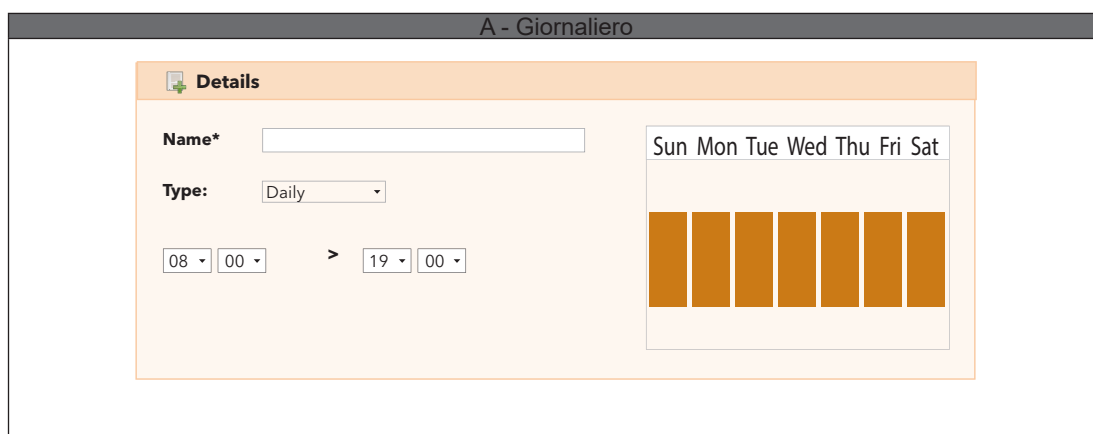 A - Giornaliero
Details
Name*
Sun Mon Tue Wed Thu Fri Sat
Type:
Daily
08 00 > 19 00